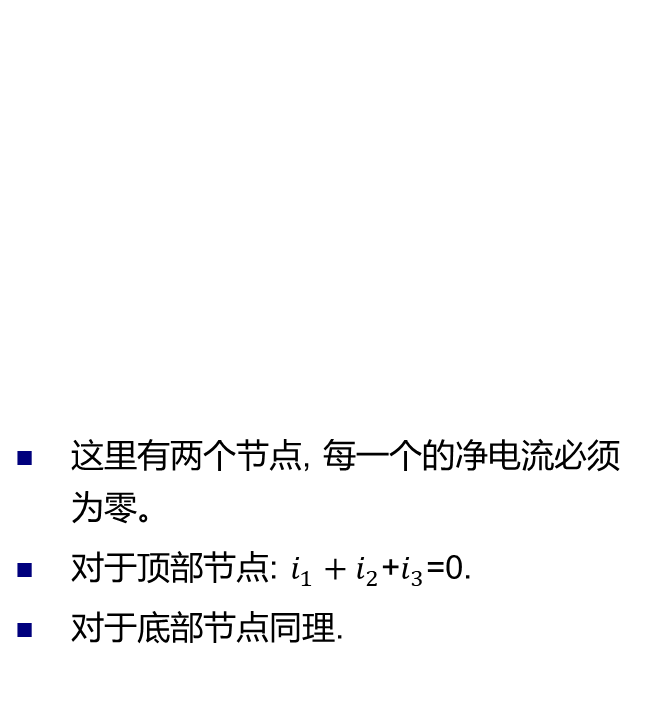 ■ 这里有两个节点, 每一个的净电流必须
为零。
■ 对于顶部节点: 𝑖₁ + 𝑖₂+𝑖₃=0.
■ 对于底部节点同理.